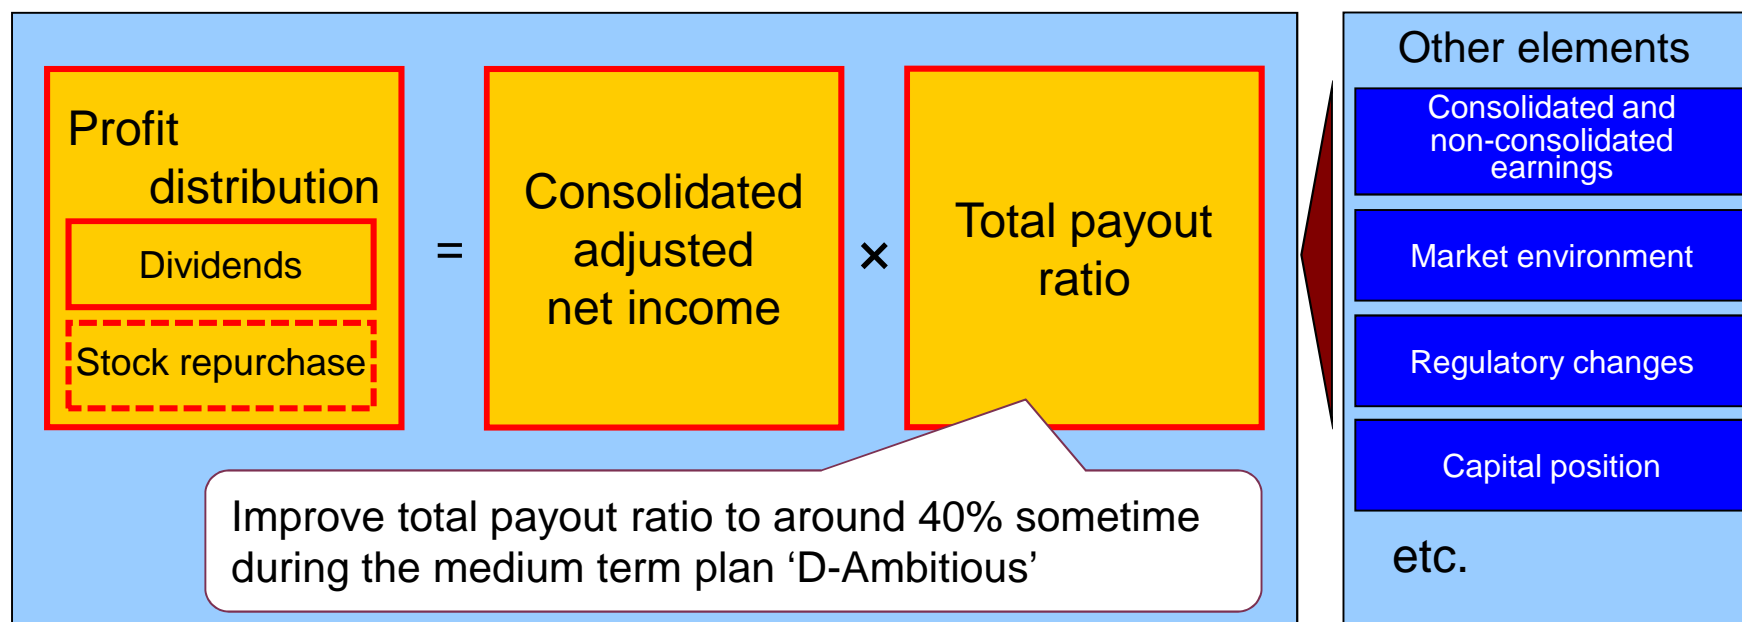 Profit
distribution
Dividends
Stock repurchase
=
Consolidated
adjusted
net income
×
Total payout
ratio
Improve total payout ratio to around 40% sometime
during the medium term plan ‘D-Ambitious’
Other elements
Consolidated and
non-consolidated
earnings
Market environment
Regulatory changes
Capital position
etc.